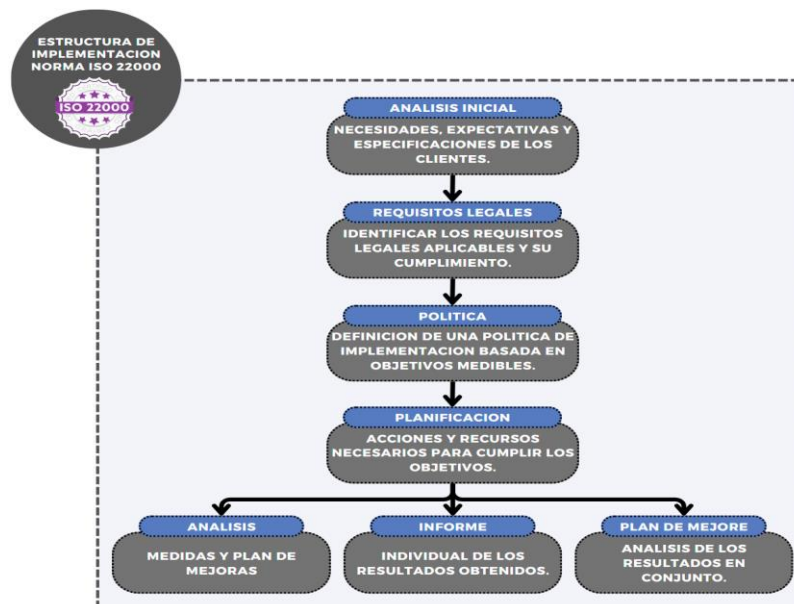 ESTRUCTURA DE
IMPLEMENTACION
NORMA ISO 22000
ISO 22000
ANALISIS INICIAL
NECESIDADES, EXPECTATIVAS Y
ESPECIFICACIONES DE LOS
CLIENTES.
REQUISITOS LEGALES
IDENTIFICAR LOS REQUISITOS
LEGALES APLICABLES Y SU
CUMPLIMIENTO.
POLITICA
DEFINICION DE UNA POLITICA DE
IMPLEMENTACION BASADA EN
OBJETIVOS MEDIBLES.
PLANIFICACION
ACCIONES Y RECURSOS
NECESARIOS PARA CUMPLIR LOS
OBJETIVOS.
ANALISIS
MEDIDAS Y PLAN DE
MEJORAS
INFORME
INDIVIDUAL DE LOS
RESULTADOS OBTENIDOS.
PLAN DE MEJORE
ANALISIS DE LOS
RESULTADOS EN
CONJUNTO.